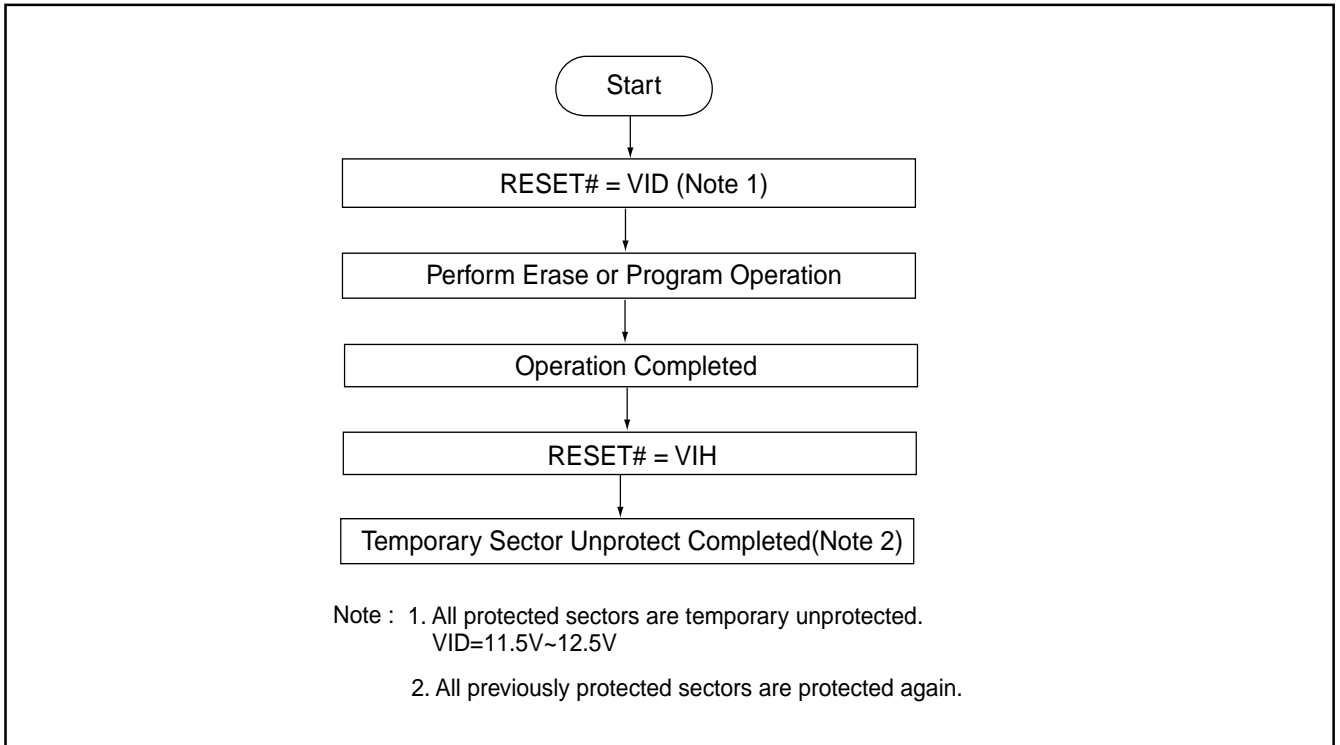 Start
RESET# = VID (Note 1)
Perform Erase or Program Operation
Operation Completed
RESET# = VIH
Temporary Sector Unprotect Completed(Note 2)
Note : 1. All protected sectors are temporary unprotected.
VID=11.5V~12.5V
2. All previously protected sectors are protected again.